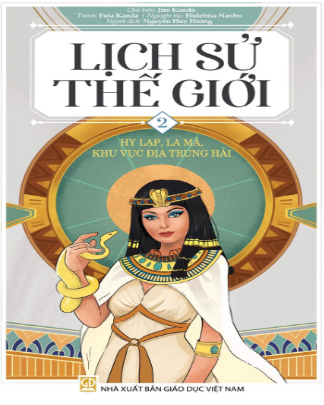 Chủ biên: Jun Kondo
Tranh: Futa Kanda | Nguyên tác: Hidehisa Nanbo
Người dịch: Nguyễn Huy Hoàng
LỊCH SỬ
THẾ GIỚI
2
HY LẠP, LA MÃ,
KHU VỰC ĐỊA TRUNG HẢI
GD
NHÀ XUẤT BẢN GIÁO DỤC VIỆT NAM